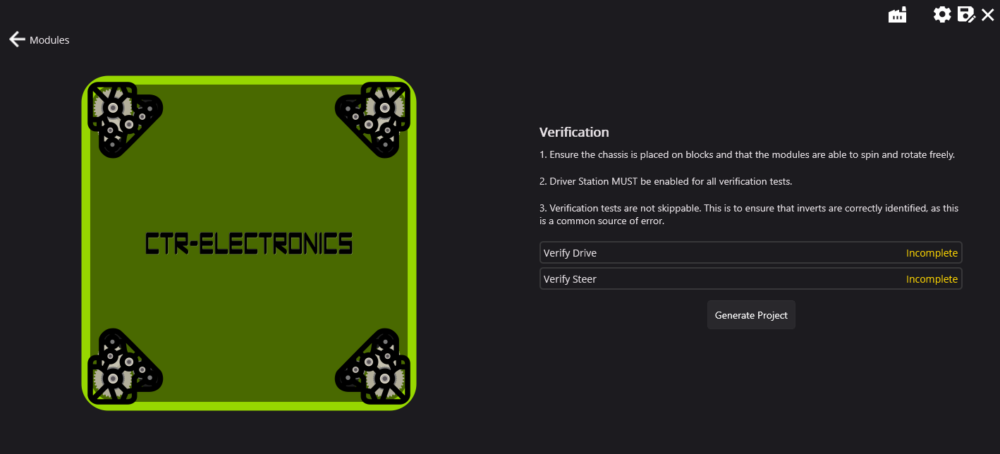 Modules
CTR-ELECTRONICS
Verification
1. Ensure the chassis is placed on blocks and that the modules are able to spin and rotate freely.
2. Driver Station MUST be enabled for all verification tests.
3. Verification tests are not skippable. This is to ensure that inverts are correctly identified, as this
is a common source of error.
Verify Drive Incomplete
Verify Steer Incomplete
Generate Project